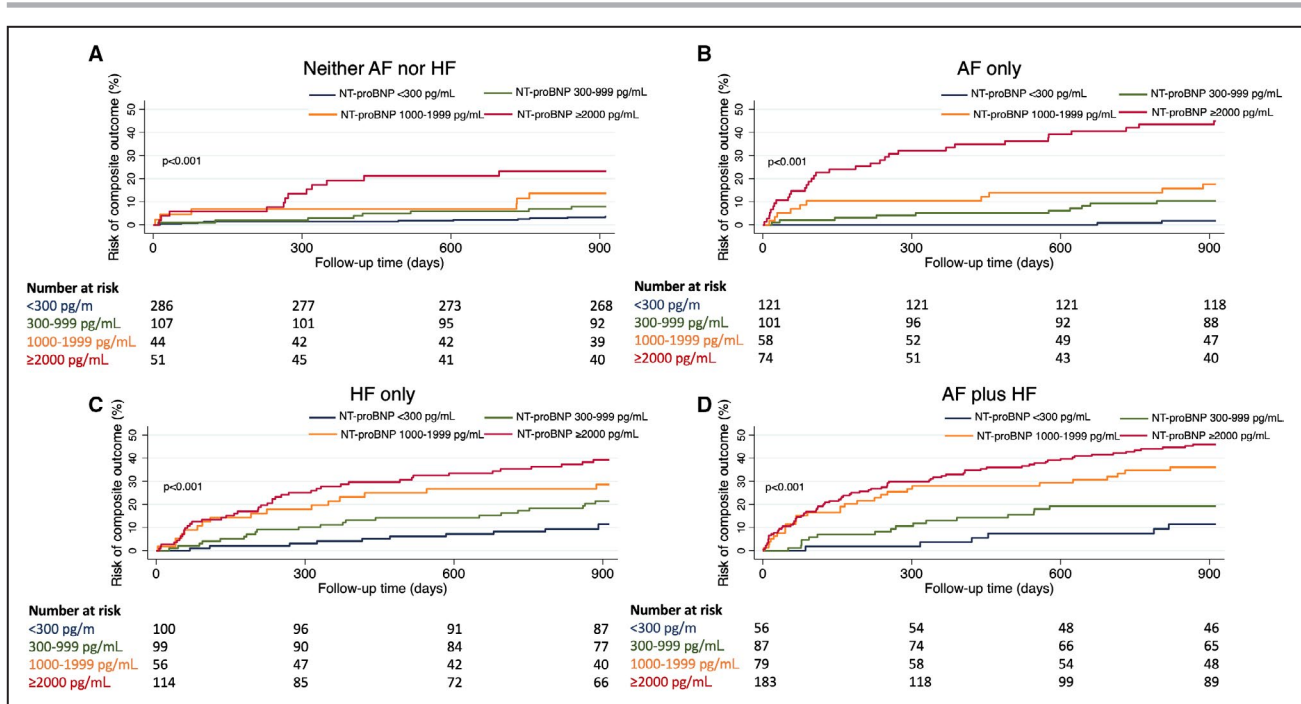 A
Neither AF nor HF
NT-proBNP <300 pg/mL NT-proBNP 300-999 pg/mL
NT-proBNP 1000-1999 pg/mL NT-proBNP ≥2000 pg/mL
Risk of composite outcome (%)
50
40
30
20
10
0
p<0.001
0 300 600 900
Follow-up time (days)
Number at risk
<300 pg/m 286 277 273 268
300-999 pg/mL 107 101 95 92
1000-1999 pg/mL 44 42 42 39
≥2000 pg/mL 51 45 41 40
B
AF only
NT-proBNP <300 pg/mL NT-proBNP 300-999 pg/mL
NT-proBNP 1000-1999 pg/mL NT-proBNP ≥2000 pg/mL
Risk of composite outcome (%)
50
40
30
20
10
0
p<0.001
0 300 600 900
Follow-up time (days)
Number at risk
<300 pg/mL 121 121 121 118
300-999 pg/mL 101 96 92 88
1000-1999 pg/mL 58 52 49 47
≥2000 pg/mL 74 51 43 40
C
HF only
NT-proBNP <300 pg/mL NT-proBNP 300-999 pg/mL
NT-proBNP 1000-1999 pg/mL NT-proBNP ≥2000 pg/mL
Risk of composite outcome (%)
50
40
30
20
10
0
p<0.001
0 300 600 900
Follow-up time (days)
Number at risk
<300 pg/m 100 96 91 87
300-999 pg/mL 99 90 84 77
1000-1999 pg/mL 56 47 42 40
≥2000 pg/mL 114 85 72 66
D
AF plus HF
NT-proBNP <300 pg/mL NT-proBNP 300-999 pg/mL
NT-proBNP 1000-1999 pg/mL NT-proBNP ≥2000 pg/mL
Risk of composite outcome (%)
50
40
30
20
10
0
p<0.001
0 300 600 900
Follow-up time (days)
Number at risk
<300 pg/m 56 54 48 46
300-999 pg/mL 87 74 66 65
1000-1999 pg/mL 79 58 54 48
≥2000 pg/mL 183 118 99 89